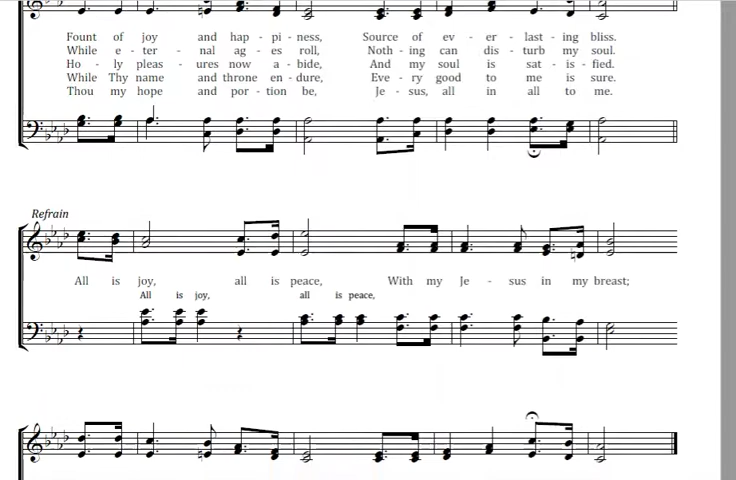 Fount of joy and hap - pi - ness, Source of ev - er - last - ing bliss.
While e - ter - nal ag - es roll, Noth - ing can dis - turb my soul.
Ho - ly pleas - ures now a - bide, And my soul is sat - is - fied.
While Thy name and throne en - dure, Eve - ry good to me is sure.
Thou my hope and por - tion be, Je - sus, all in all to me.
Refrain
All is joy, all is peace, With my Je - sus in my breast;
All is joy, all is peace,